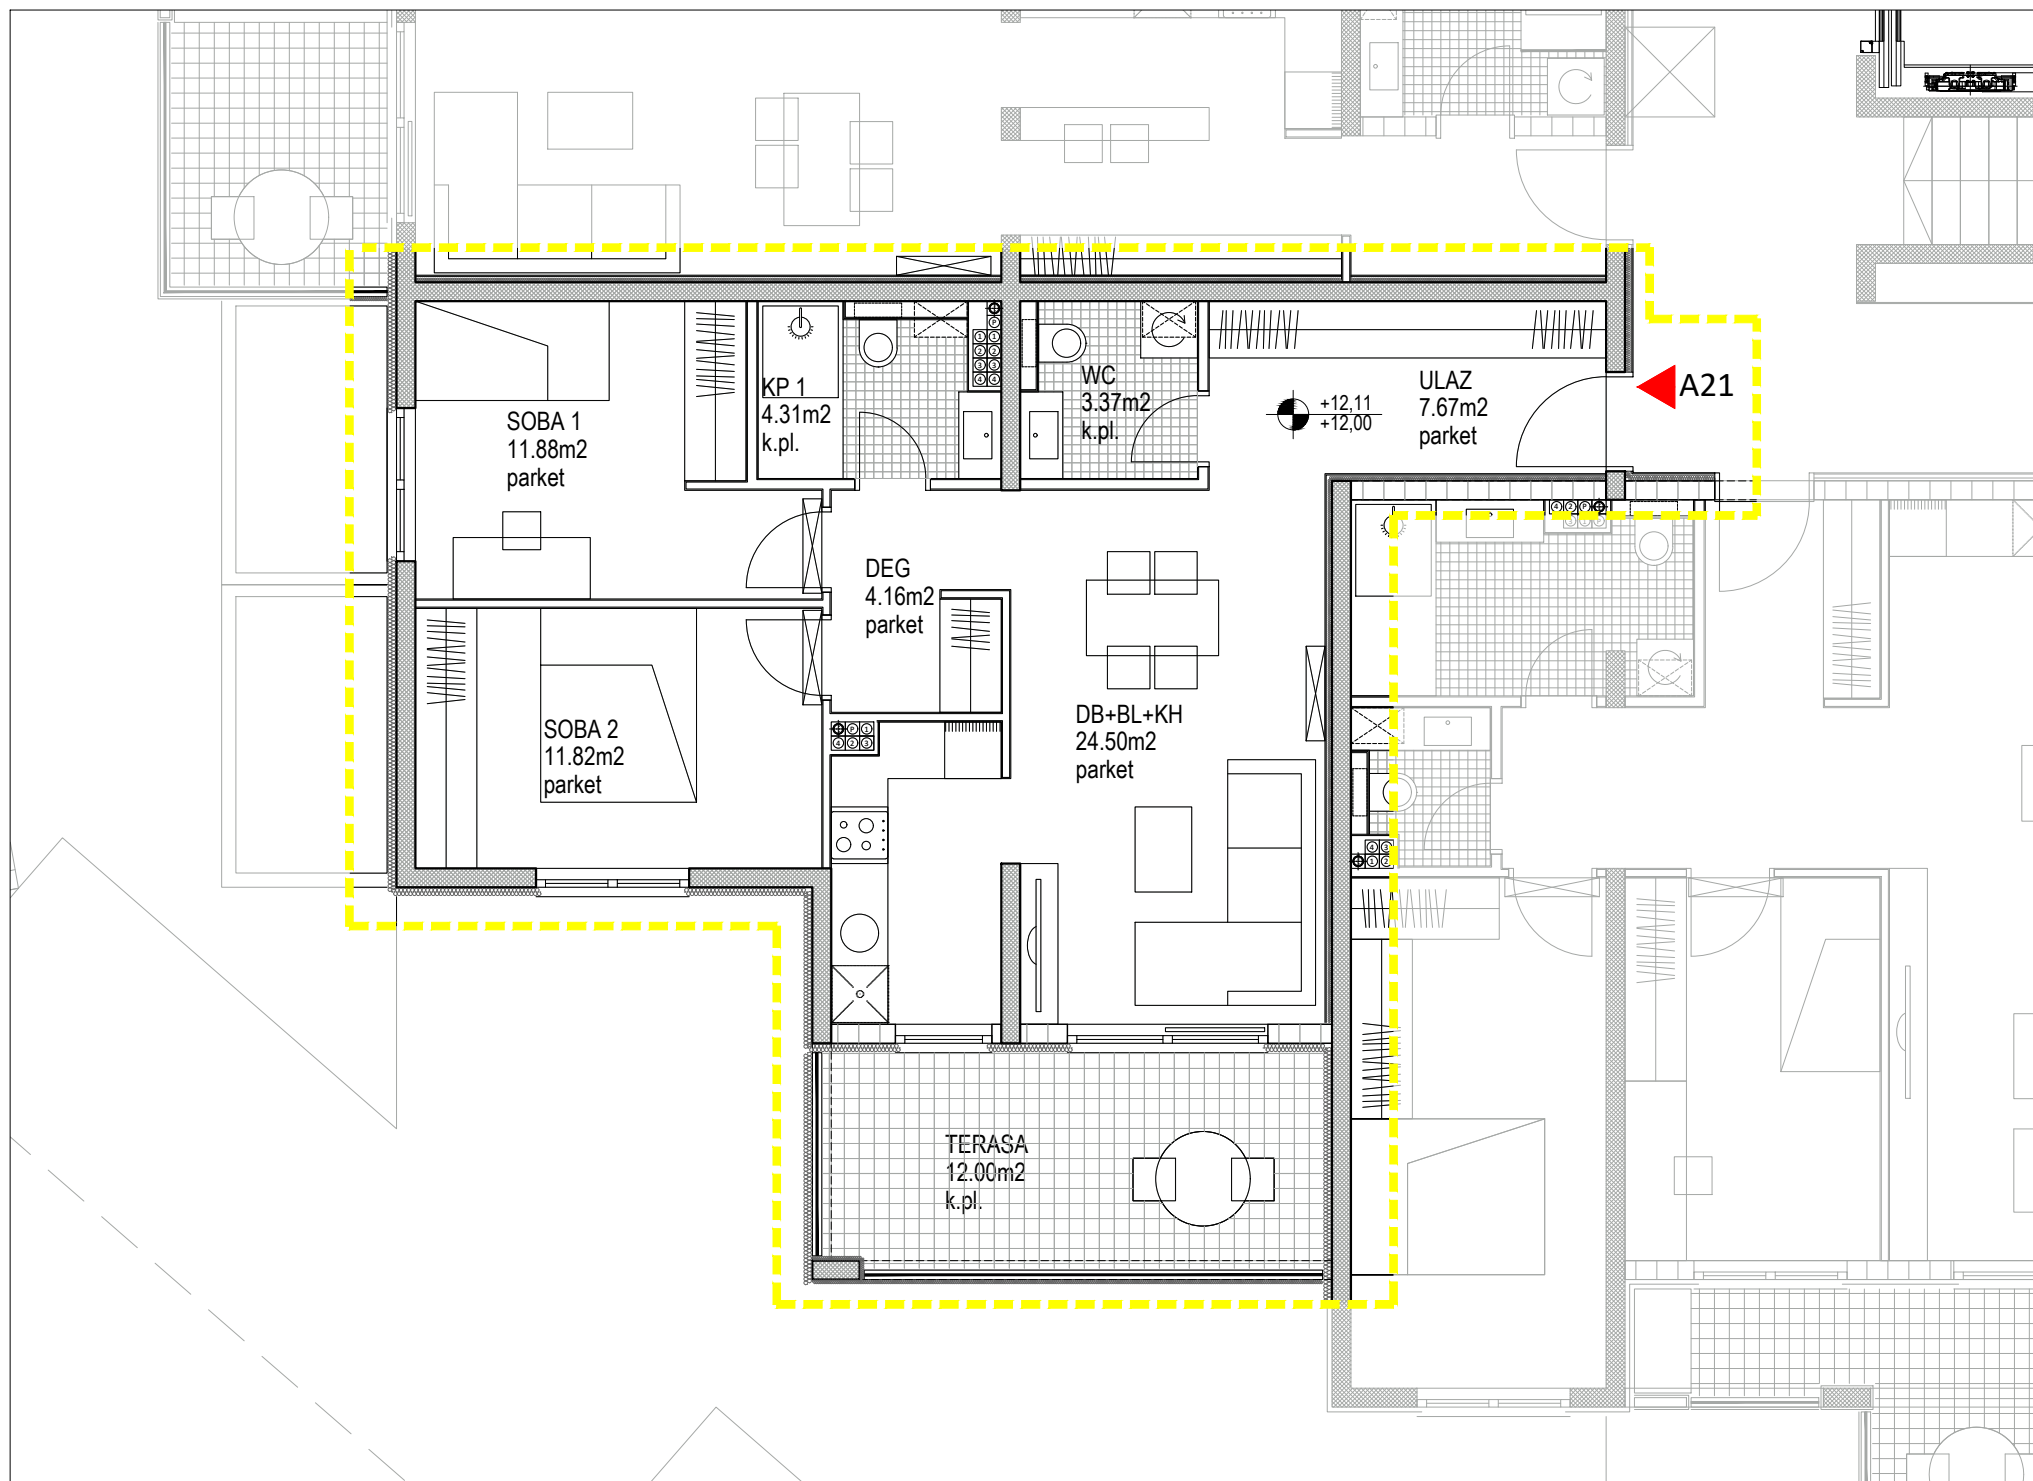 KP 1
4.31m2
k.pl.
WC
3.37m2
k.pl.
+12,11
+12,00
ULAZ
7.67m2
parket
A21
SOBA 1
11.88m2
parket
DEG
4.16m2
parket
SOBA 2
11.82m2
parket
DB+BL+KH
24.50m2
parket
TERASA
12.00m2
k.pl.